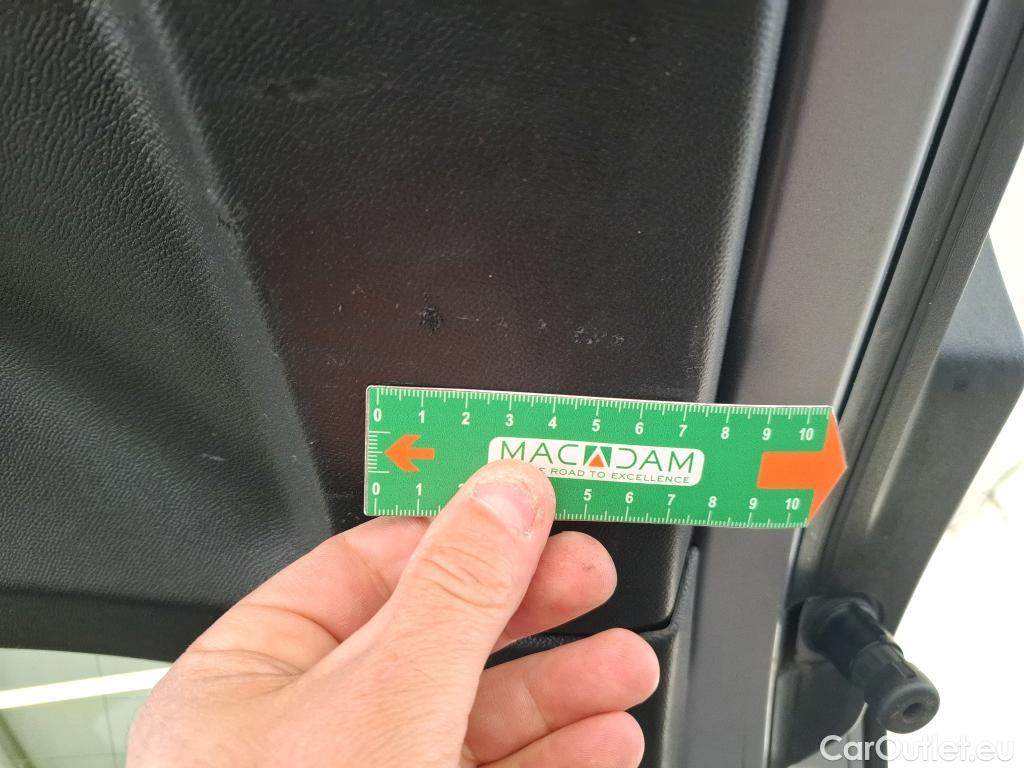 0 1 2 3 4 5 6 7 8 9 10
MACADAM
E ROAD TO EXCELLENCE
0 1 5 6 7 8 9 10
CarOutlet.eu